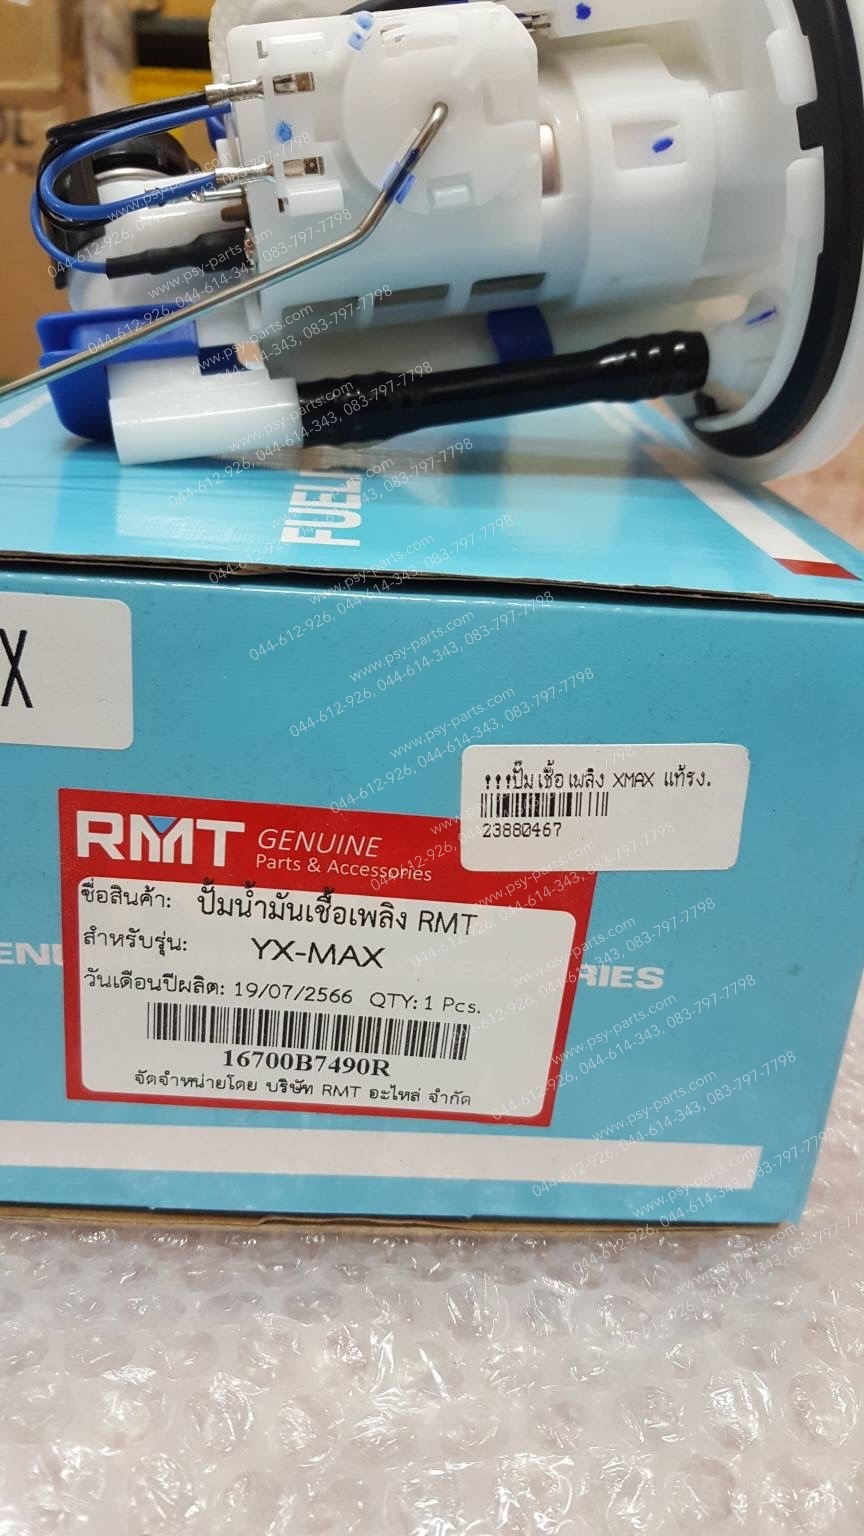 FUEL
X
!!!ปั๊มเชื้อเพลิง XMAX แท้รง.
23880467
RMT GENUINE
Parts & Accessories
ชื่อสินค้า: ปั้มน้ำมันเชื้อเพลิง RMT
สำหรับรุ่น: YX-MAX
วันเดือนปีผลิต: 19/07/2566 QTY: 1 Pcs.
16700B7490R
จัดจำหน่ายโดย บริษัท RMT อะไหล่ จำกัด
ENU
RIES
www.psy-parts.com
044-612-926, 044-614-343, 083-797-7798